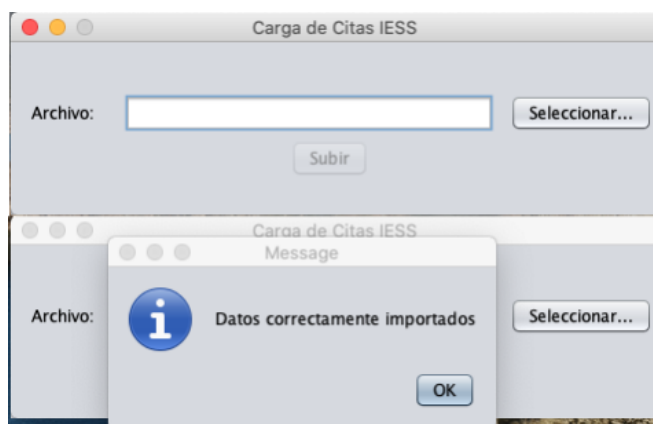 Carga de Citas IESS
Archivo: Seleccionar...
Subir
Carga de Citas IESS
Message
Archivo: Datos correctamente importados Seleccionar...
OK